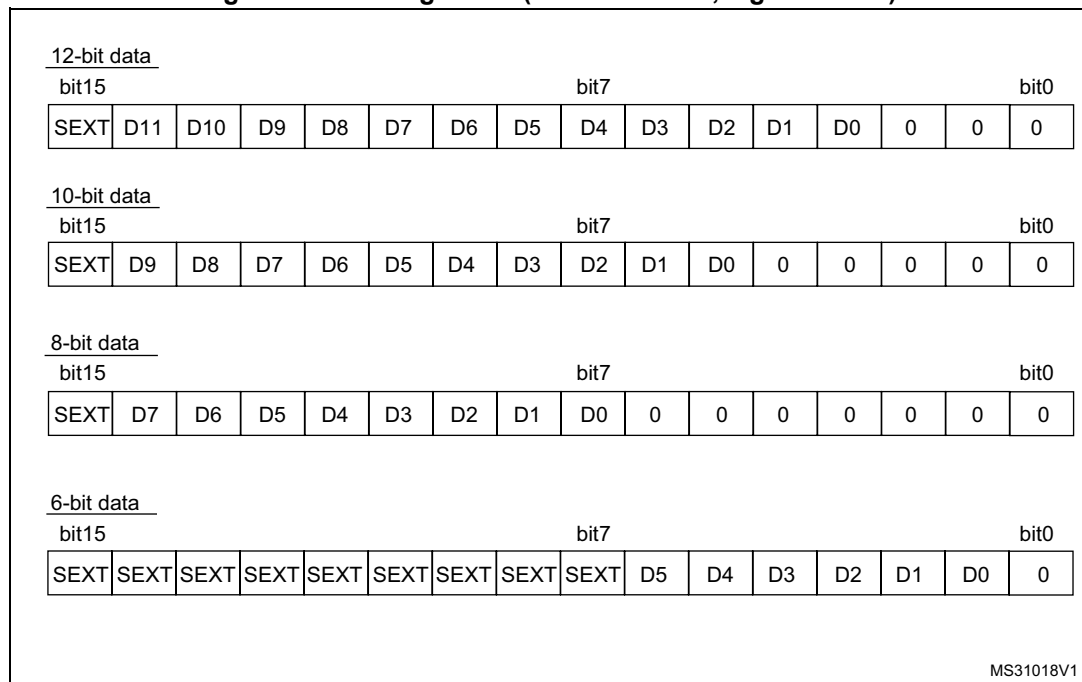 12-bit data
bit15 bit7 bit0
SEXT D11 D10 D9 D8 D7 D6 D5 D4 D3 D2 D1 D0 0 0 0
10-bit data
bit15 bit7 bit0
SEXT D9 D8 D7 D6 D5 D4 D3 D2 D1 D0 0 0 0 0 0
8-bit data
bit15 bit7 bit0
SEXT D7 D6 D5 D4 D3 D2 D1 D0 0 0 0 0 0 0 0
6-bit data
bit15 bit7 bit0
SEXT SEXT SEXT SEXT SEXT SEXT SEXT SEXT SEXT D5 D4 D3 D2 D1 D0 0
MS31018V1